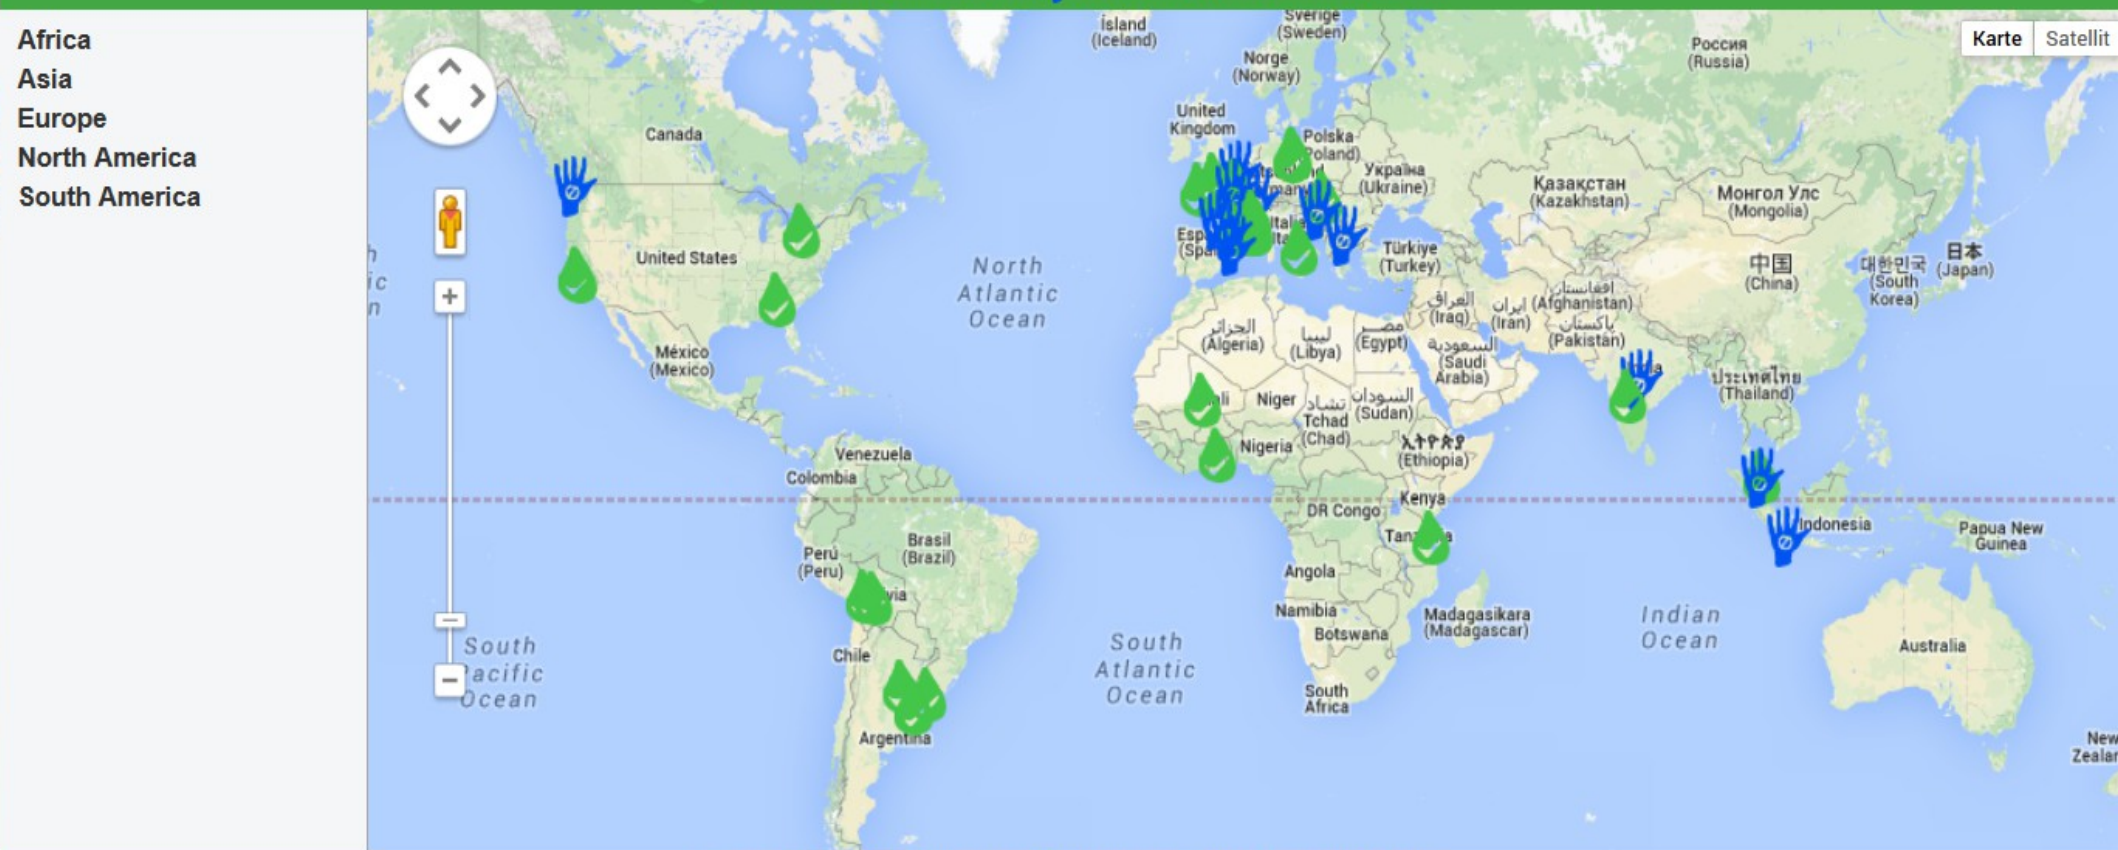 Africa
Asia
Europe
North America
South America
Karte
Satellit
Ísland
(Iceland)
Sverige
(Sweden)
Norge
(Norway)
Россия
(Russia)
United
Kingdom
Polska
Poland)
Україна
(Ukraine)
Қазақстан
(Kazakhstan)
Монгол Улс
(Mongolia)
Canada
United States
México
(Mexico)
North
Atlantic
Ocean
Türkiye
(Turkey)
中国
(China)
대한민국
(South
Korea)
日本
(Japan)
العراق
(Iraq)
ایران
(Iran)
افغانستان
(Afghanistan)
پاکستان
(Pakistan)
الجزائر
(Algeria)
ليبيا
(Libya)
مصر
(Egypt)
السعودية
(Saudi
Arabia)
ประเทศไทย
(Thailand)
Niger
تشاد
Tchad
(Chad)
السودان
(Sudan)
Nigeria
ኢትዮጵያ
(Ethiopia)
Venezuela
Colombia
Kenya
DR Congo
Indonesia
Papua New
Guinea
Brasil
(Brazil)
Perú
(Peru)
Angola
Namibia
Botswana
Madagasikara
(Madagascar)
Indian
Ocean
Australia
South
Pacific
Ocean
Chile
South
Atlantic
Ocean
South
Africa
Argentina
New